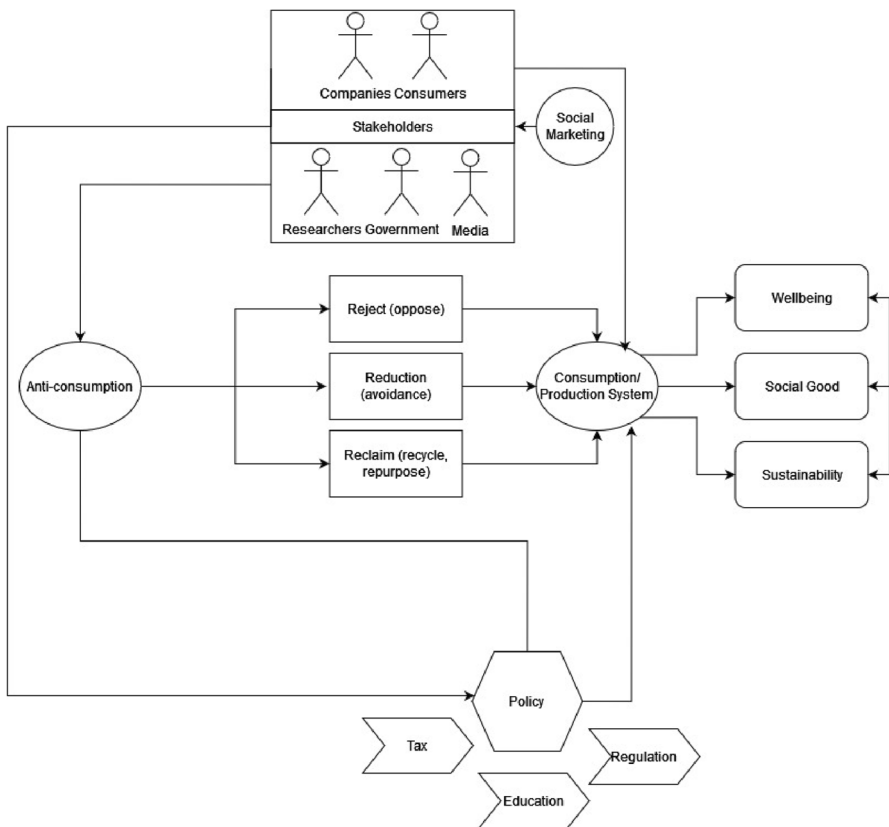 Companies Consumers
Stakeholders
Social
Marketing
Researchers Government Media
Reject (oppose)
Wellbeing
Anti-consumption
Reduction
(avoidance)
Consumption/
Production System
Social Good
Reclaim (recycle,
repurpose)
Sustainability
Policy
Tax
Regulation
Education